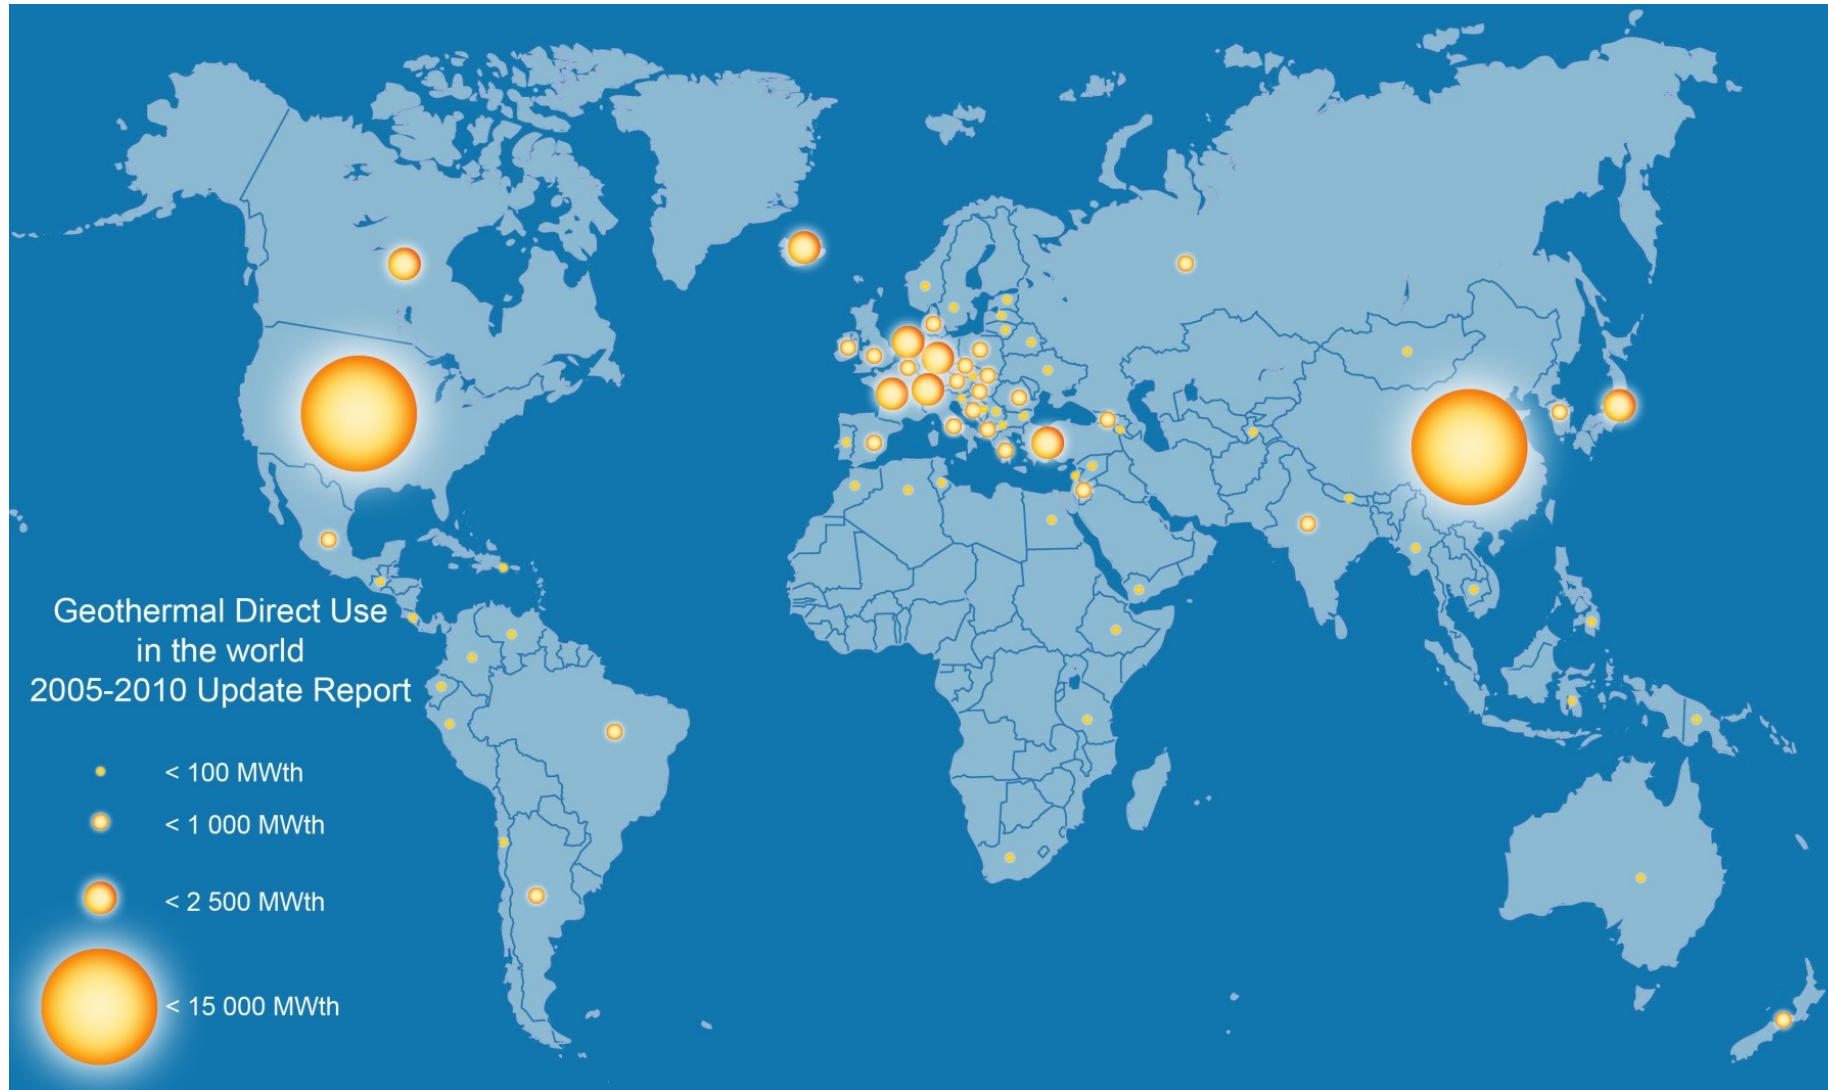 Geothermal Direct Use
in the world
2005-2010 Update Report
< 100 MWth
< 1 000 MWth
< 2 500 MWth
< 15 000 MWth